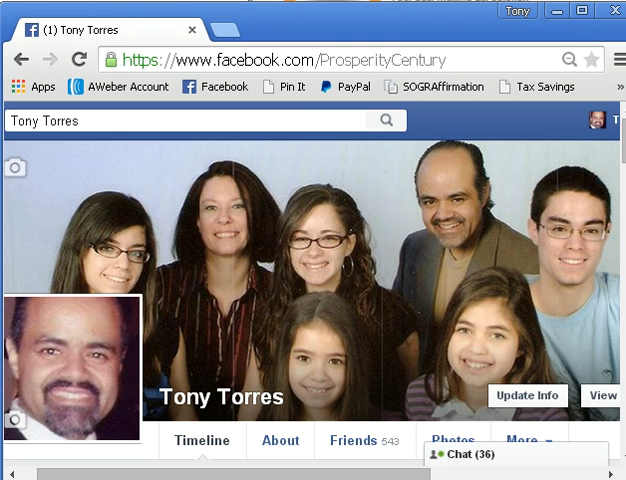 Tony
(1) Tony Torres
https://www.facebook.com/ProsperityCentury
Apps AWeber Account Facebook Pin It PayPal SOGRAffirmation Tax Savings »
Tony Torres
T
Tony Torres
Update Info View
Timeline About Friends 543 Photos More
Chat (36)